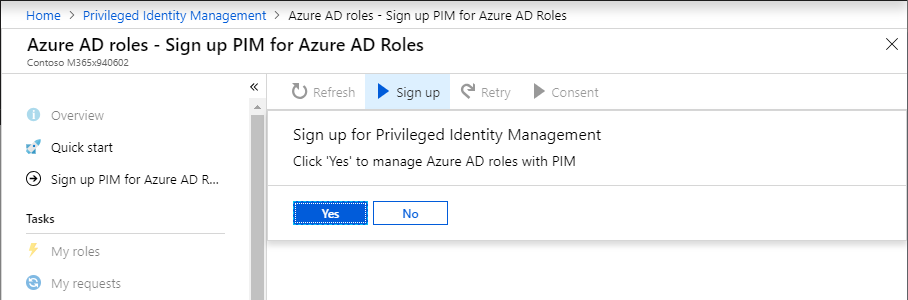 Home > Privileged Identity Management > Azure AD roles - Sign up PIM for Azure AD Roles
Azure AD roles - Sign up PIM for Azure AD Roles
Contoso M365x940602
Refresh Sign up Retry Consent
Overview
Quick start
Sign up PIM for Azure AD R...
Tasks
My roles
My requests
Sign up for Privileged Identity Management
Click 'Yes' to manage Azure AD roles with PIM
Yes No